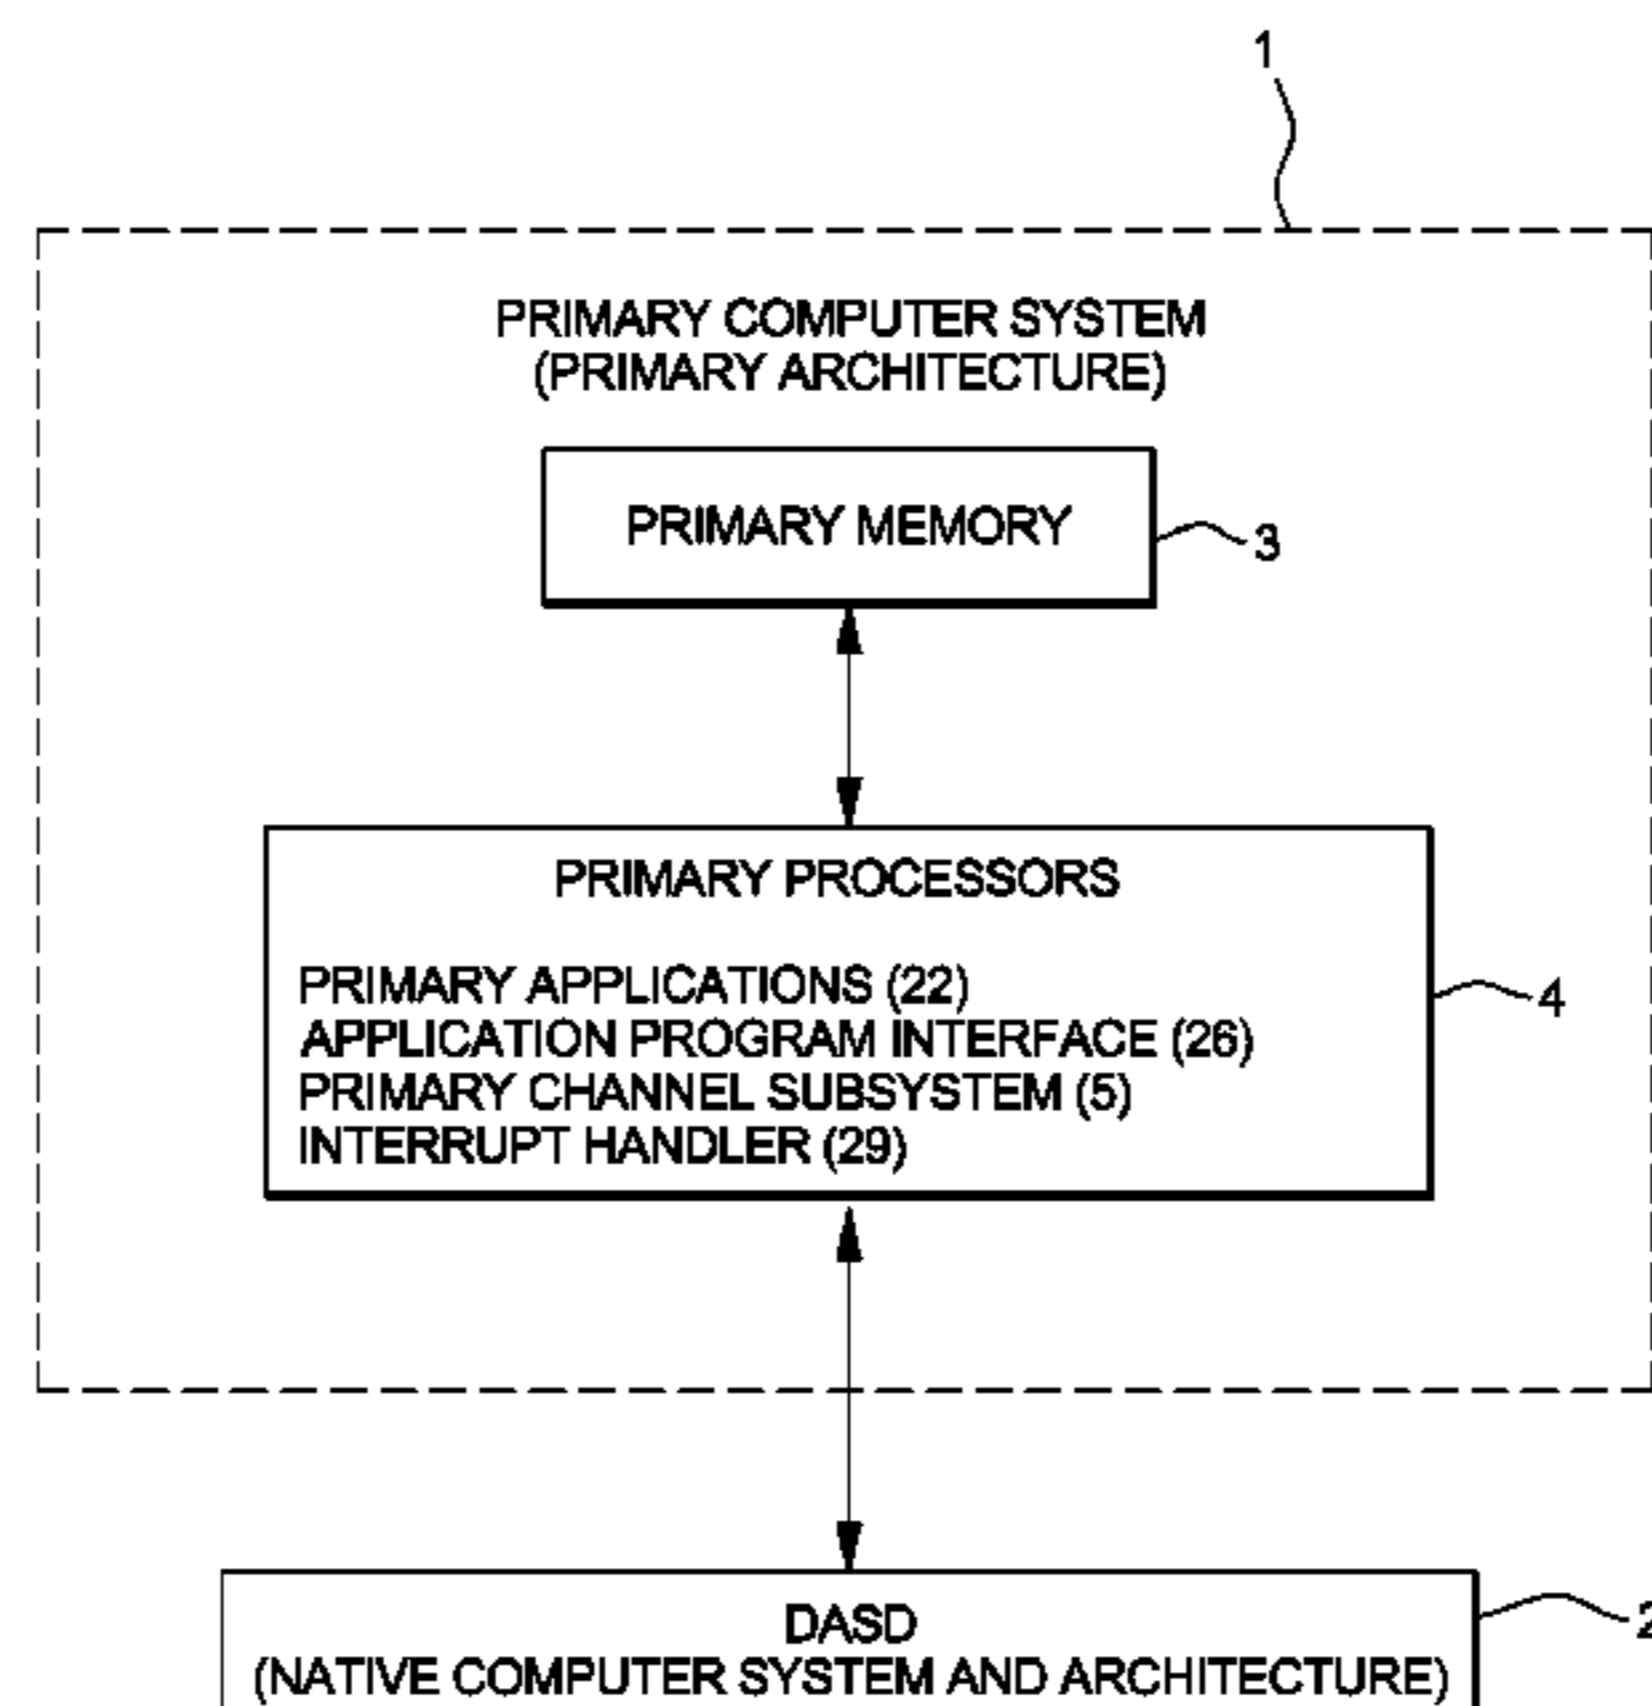 1
PRIMARY COMPUTER SYSTEM
(PRIMARY ARCHITECTURE)
PRIMARY MEMORY
3
PRIMARY PROCESSORS
PRIMARY APPLICATIONS (22)
APPLICATION PROGRAM INTERFACE (26)
PRIMARY CHANNEL SUBSYSTEM (5)
INTERRUPT HANDLER (29)
4
DASD
2
(NATIVE COMPUTER SYSTEM AND ARCHITECTURE)